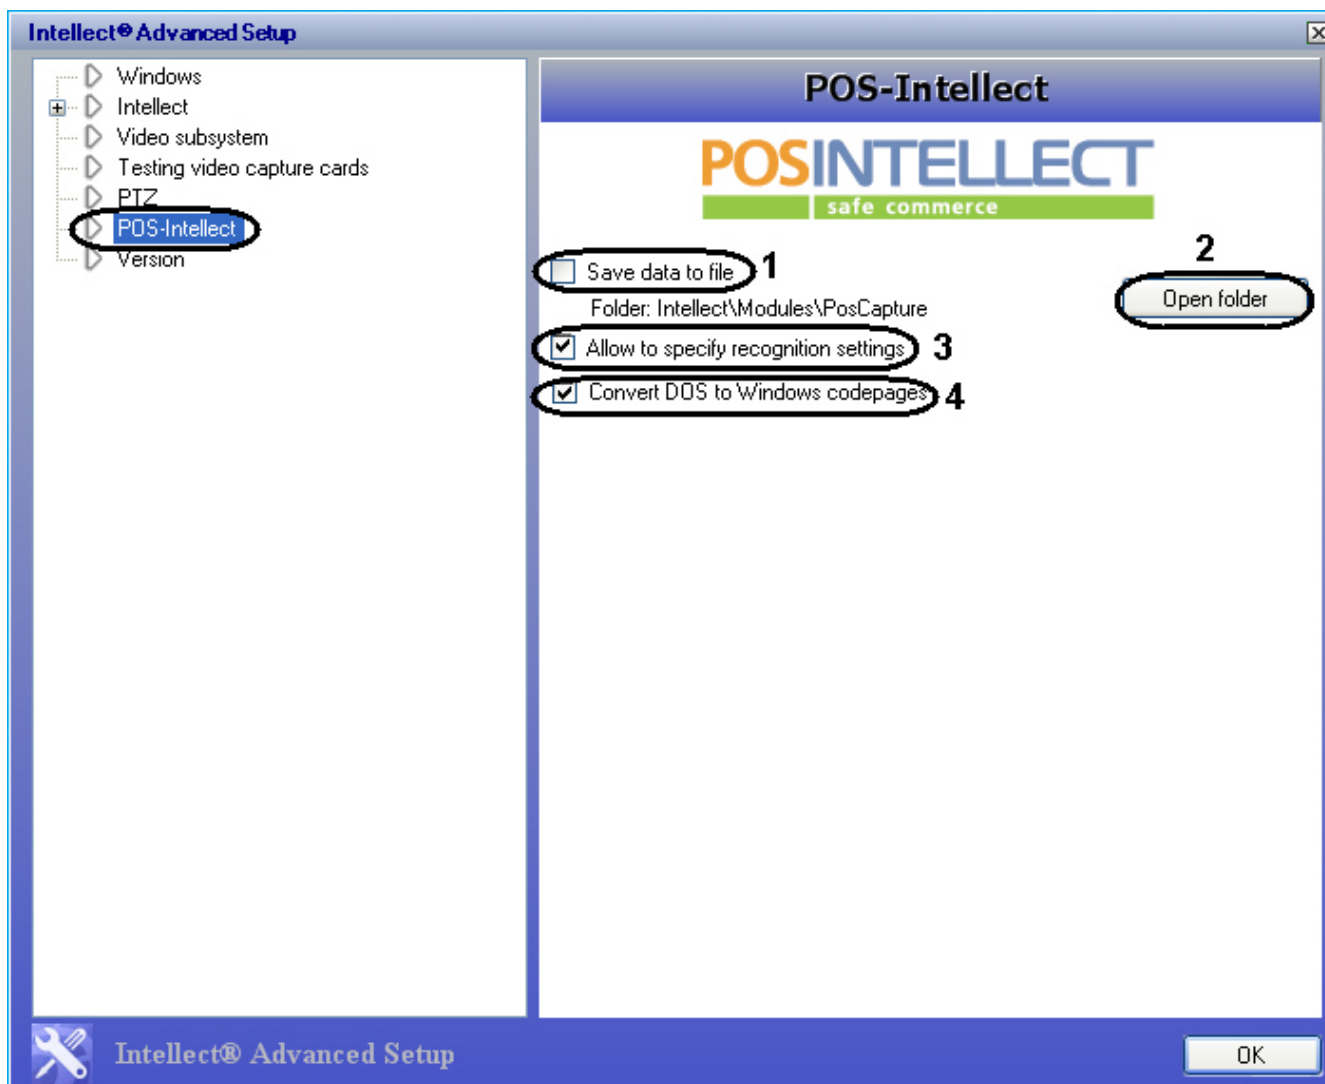 Intellect® Advanced Setup
Windows
Intellect
Video subsystem
Testing video capture cards
PTZ
POS-Intellect
Version
POS-Intellect
POSINTELLECT
safe commerce
Save data to file 1
2
Open folder
Folder: Intellect\Modules\PosCapture
Allow to specify recognition settings 3
Convert DOS to Windows codepages 4
Intellect® Advanced Setup
OK